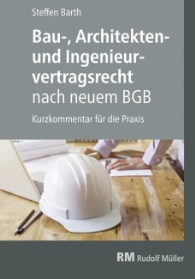 Steffen Barth
Bau-, Architekten-
und Ingenieur-
vertragsrecht
nach neuem BGB
Kurzkommentar für die Praxis
RM Rudolf Müller